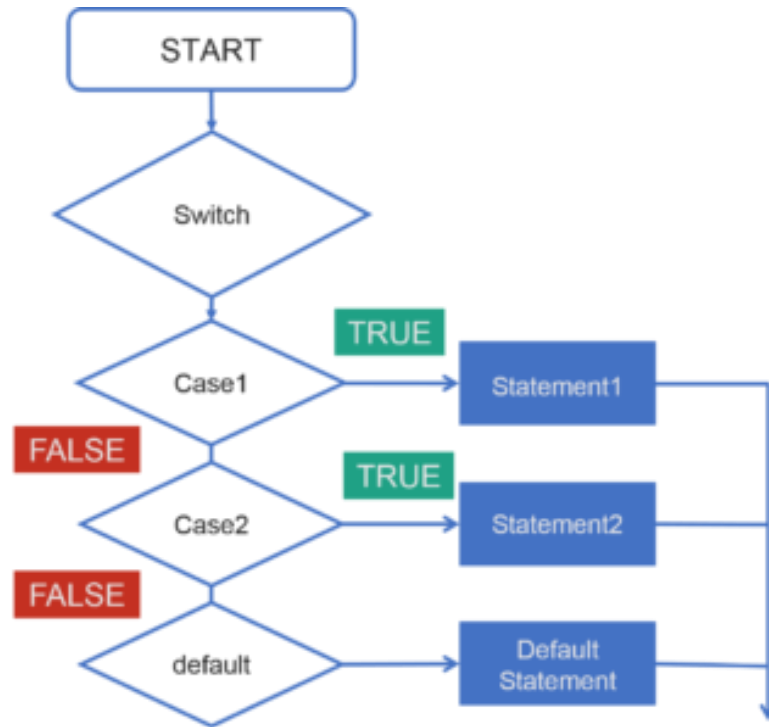 START
Switch
TRUE
Case1
Statement1
FALSE
TRUE
Case2
Statement2
FALSE
default
Default
Statement